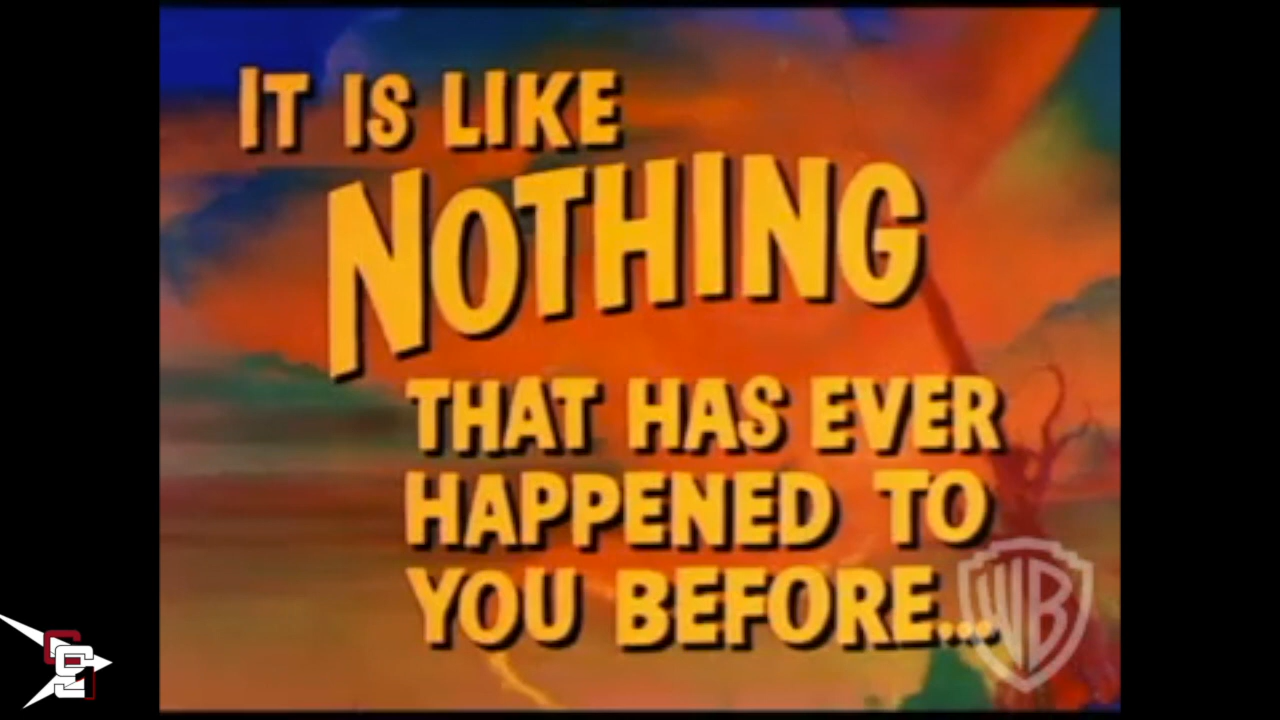 IT IS LIKE
NOTHING
THAT HAS EVER
HAPPENED TO
YOU BEFORE...
WB